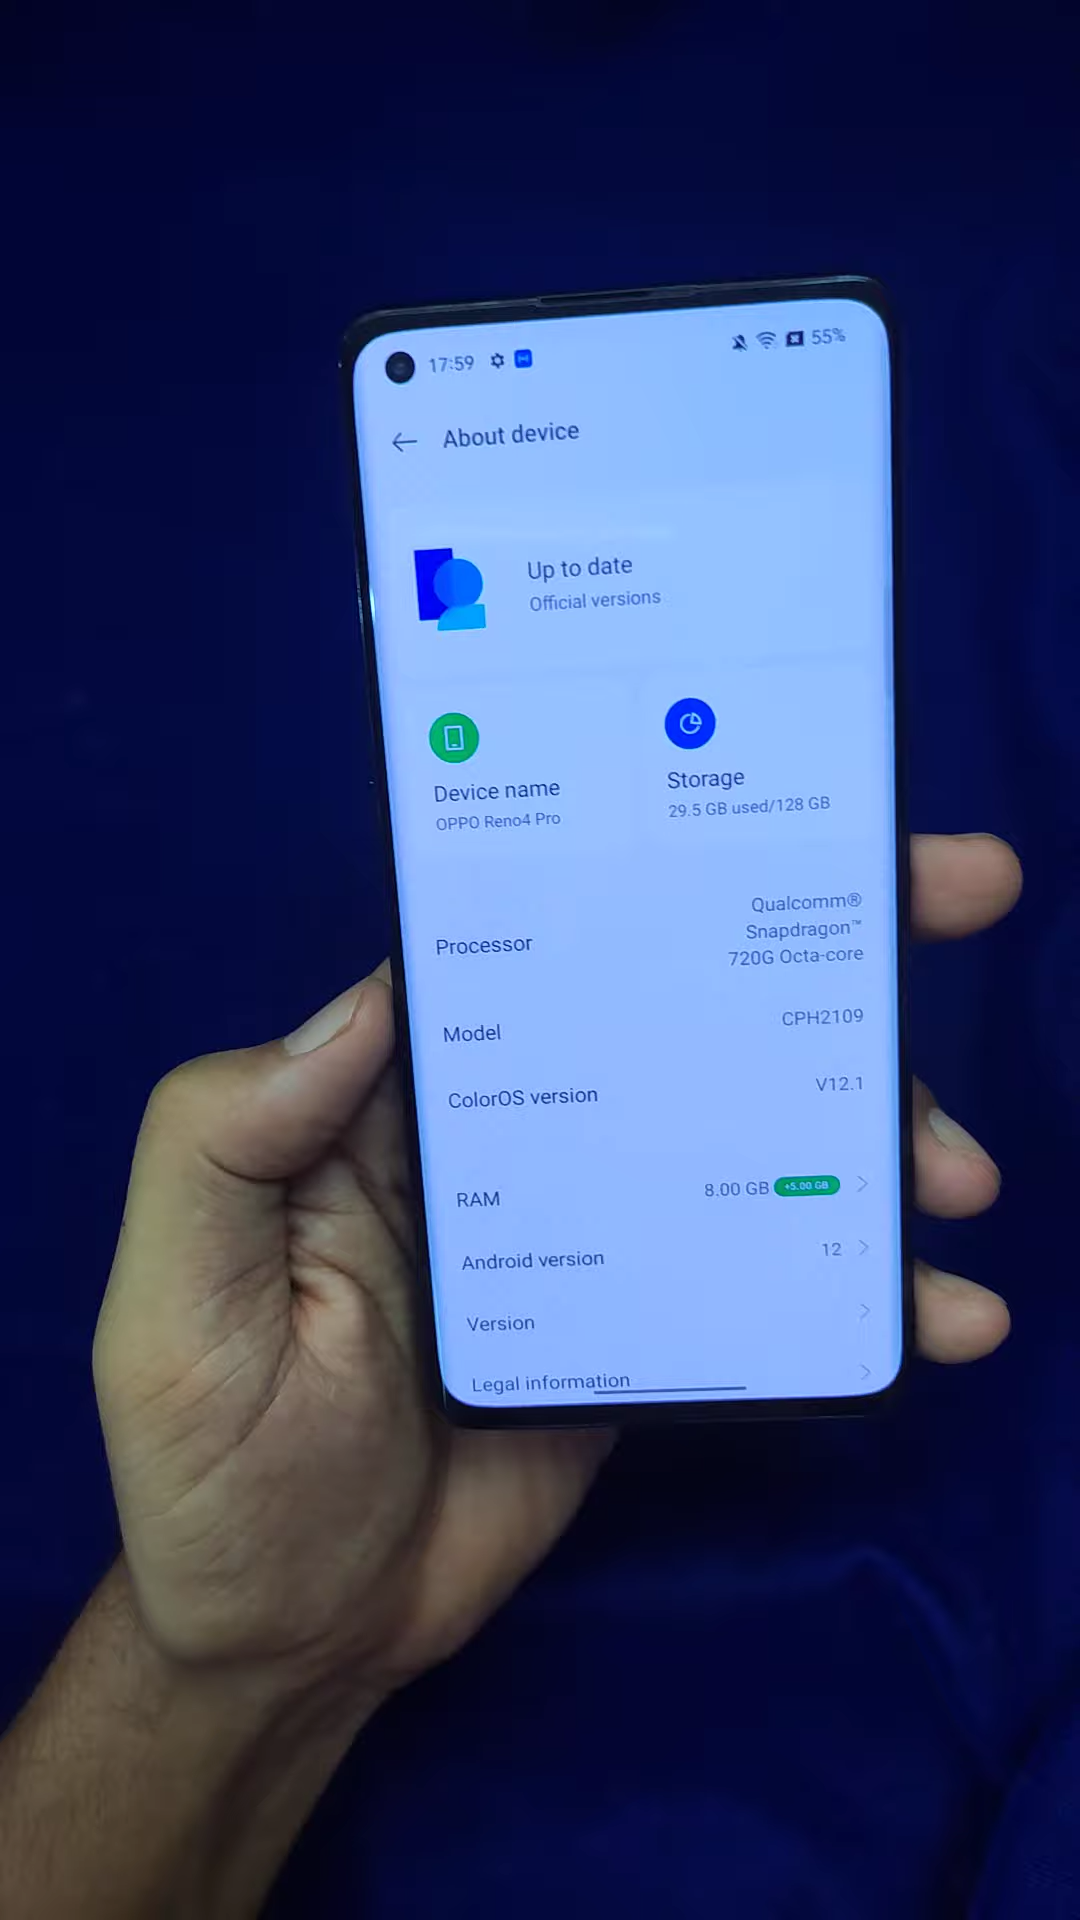 17:59
55%
About device
Up to date
Official versions
Device name
OPPO Reno4 Pro
Storage
29.5 GB used/128 GB
Processor
Qualcomm®
Snapdragon™
720G Octa-core
Model
CPH2109
ColorOS version
V12.1
RAM
8.00 GB +5.00 GB
Android version
12
Version
Legal information